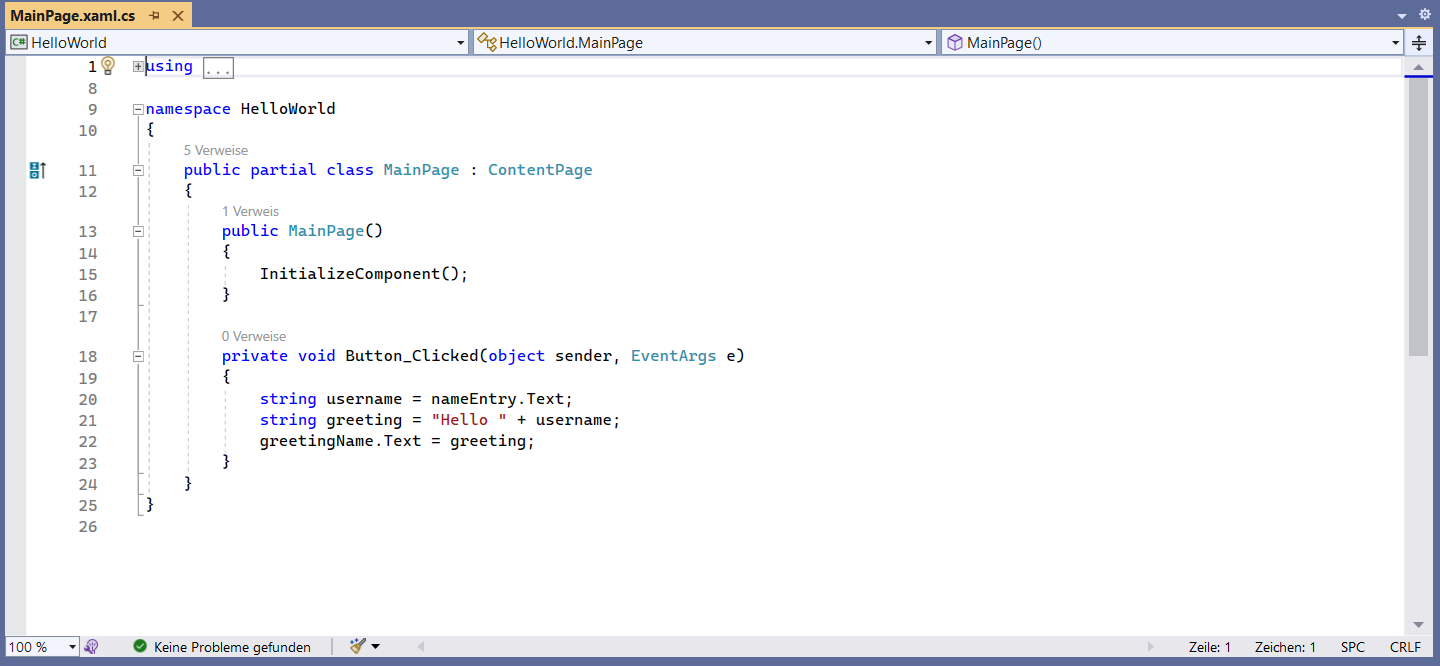 MainPage.xaml.cs
C# HelloWorld HelloWorld.MainPage MainPage()
1 using ...
8
9 namespace HelloWorld
10 {
5 Verweise
11 public partial class MainPage : ContentPage
12 {
1 Verweis
13 public MainPage()
14 {
15 InitializeComponent();
16 }
17
0 Verweise
18 private void Button_Clicked(object sender, EventArgs e)
19 {
20 string username = nameEntry.Text;
21 string greeting = "Hello " + username;
22 greetingName.Text = greeting;
23 }
24 }
25 }
26
100 % Keine Probleme gefunden Zeile: 1 Zeichen: 1 SPC CRLF